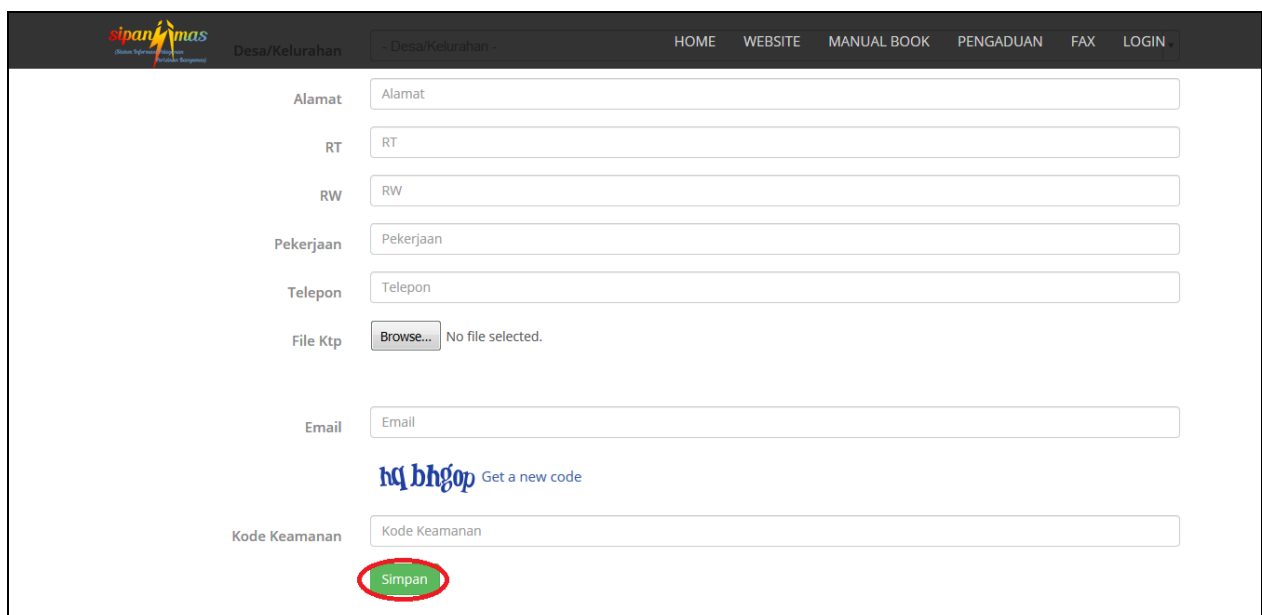 HOME WEBSITE MANUAL BOOK PENGADUAN FAX LOGIN
Desa/Kelurahan - Desa/Kelurahan -
Alamat Alamat
RT RT
RW RW
Pekerjaan Pekerjaan
Telepon Telepon
File Ktp Browse... No file selected.
Email Email
hq bhgop Get a new code
Kode Keamanan Kode Keamanan
Simpan